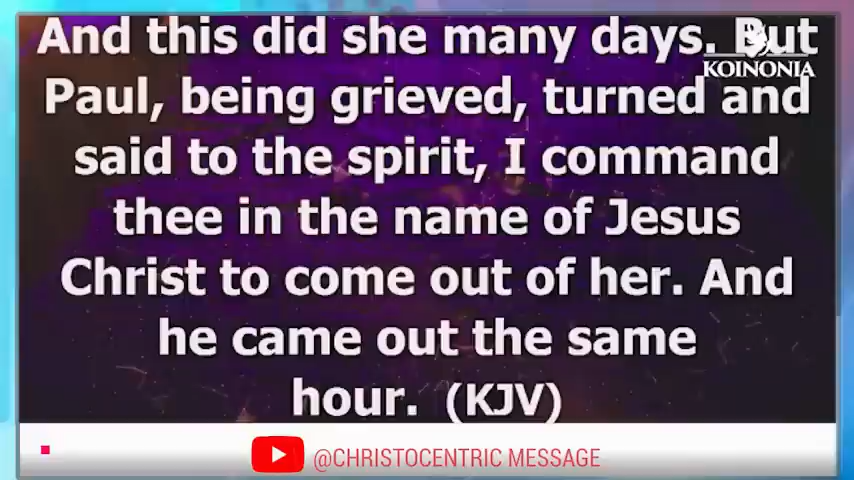 And this did she many days. But
KOINONIA
Paul, being grieved, turned and
said to the spirit, I command
thee in the name of Jesus
Christ to come out of her. And
he came out the same
hour. (KJV)
@CHRISTOCENTRIC MESSAGE